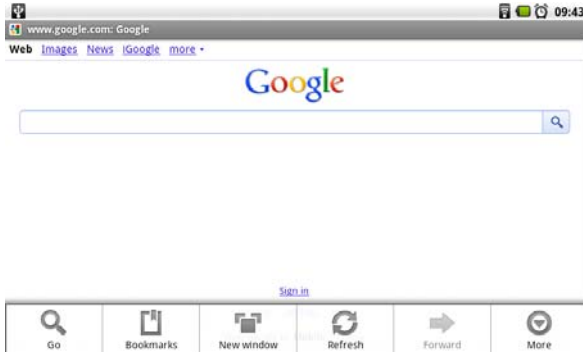 09:43
www.google.com: Google
Web Images News iGoogle more
Google
Sign in
Go Bookmarks New window Refresh Forward More